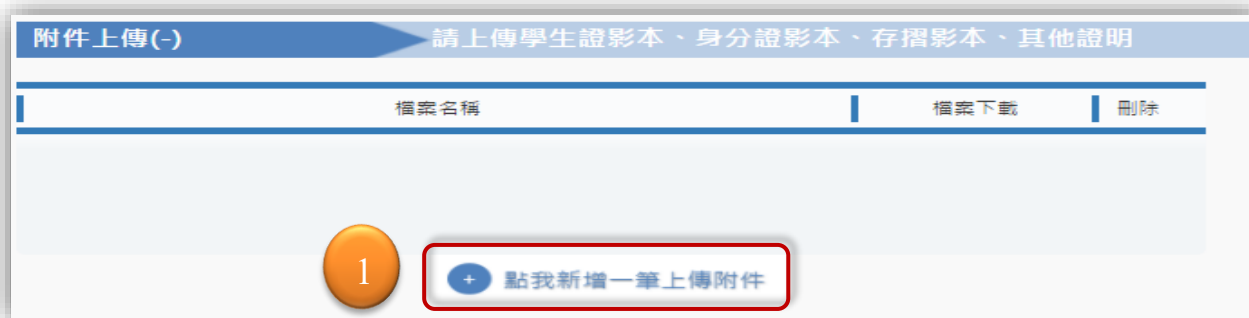 附件上傳(-) 請上傳學生證影本、身分證影本、存摺影本、其他證明
檔案名稱 檔案下載 刪除
1 + 點我新增一筆上傳附件